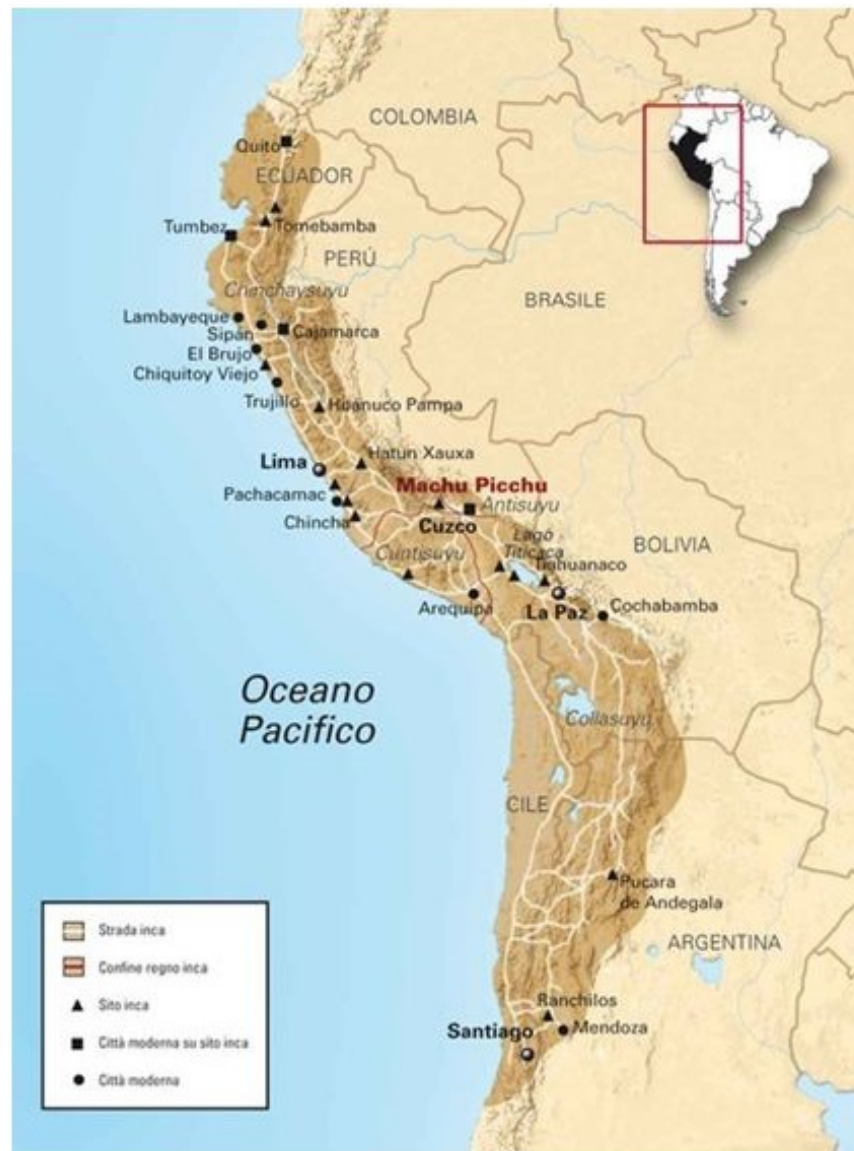 COLOMBIA
Quito
ECUADOR
Tumbez
Tomebamba
PERÚ
Chinchaysuyu
BRASILE
Lambayeque
Sipán
Cajamarca
El Brujo
Chiquitoy Viejo
Trujillo
Huánuco Pampa
Lima
Hatun Xauxa
Machu Picchu
Pachacamac
Antisuyu
Chincha
Cuzco
Cuntisuyu
Lago
Titicaca
Tiahuanaco
BOLIVIA
Arequipa
La Paz
Cochabamba
Oceano
Pacifico
Collasuyu
CILE
Pucara
de Andegala
ARGENTINA
Ranchilos
Santiago
Mendoza
Strada inca
Confine regno inca
Sito inca
Città moderna su sito inca
Città moderna